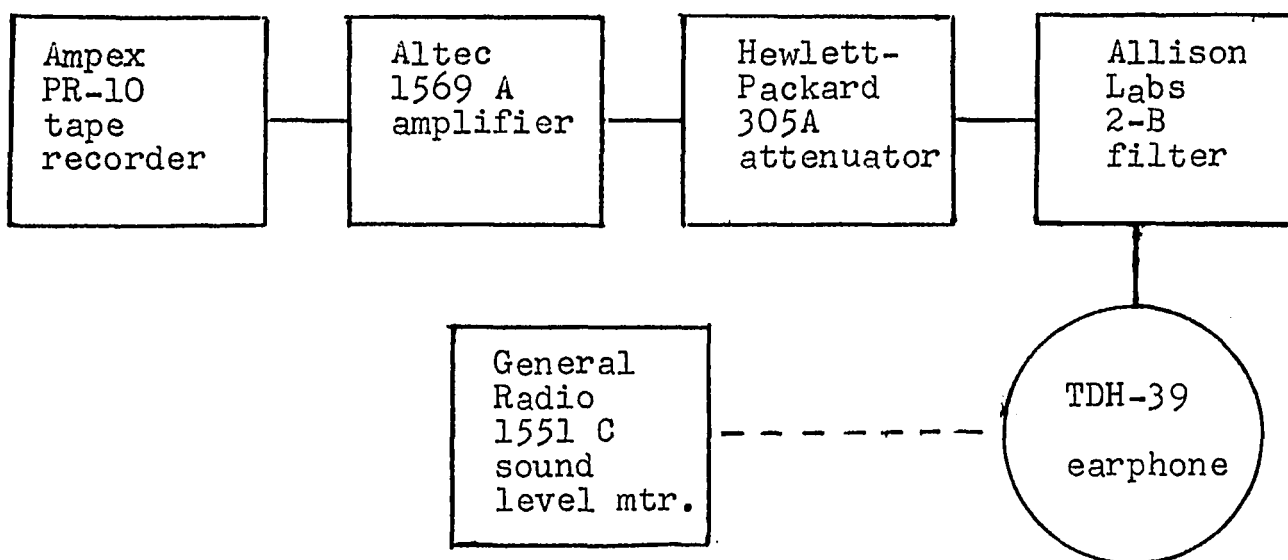 Ampex
PR-10
tape
recorder
Altec
1569 A
amplifier
Hewlett-
Packard
305A
attenuator
Allison
Labs
2-B
filter
General
Radio
1551 C
sound
level mtr.
TDH-39
earphone